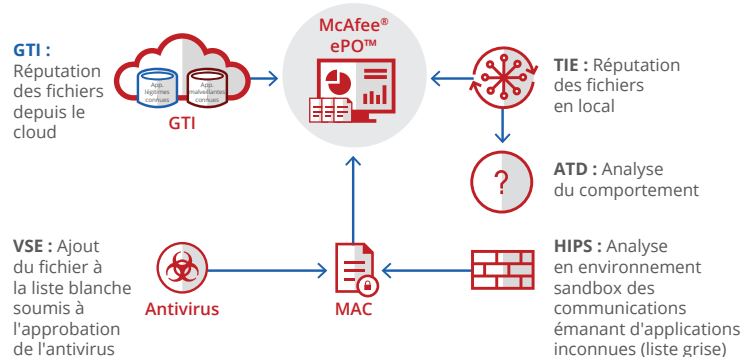 McAfee®
ePO™
GTI :
Réputation
des fichiers
depuis le
cloud
App.
légitimes
connues
App.
malveillantes
connues
GTI
TIE : Réputation
des fichiers
en local
?
ATD : Analyse
du comportement
VSE : Ajout
du fichier à
la liste blanche
soumis à
l'approbation
de l'antivirus
Antivirus
MAC
HIPS : Analyse
en environnement
sandbox des
communications
émanant d'applications
inconnues (liste grise)